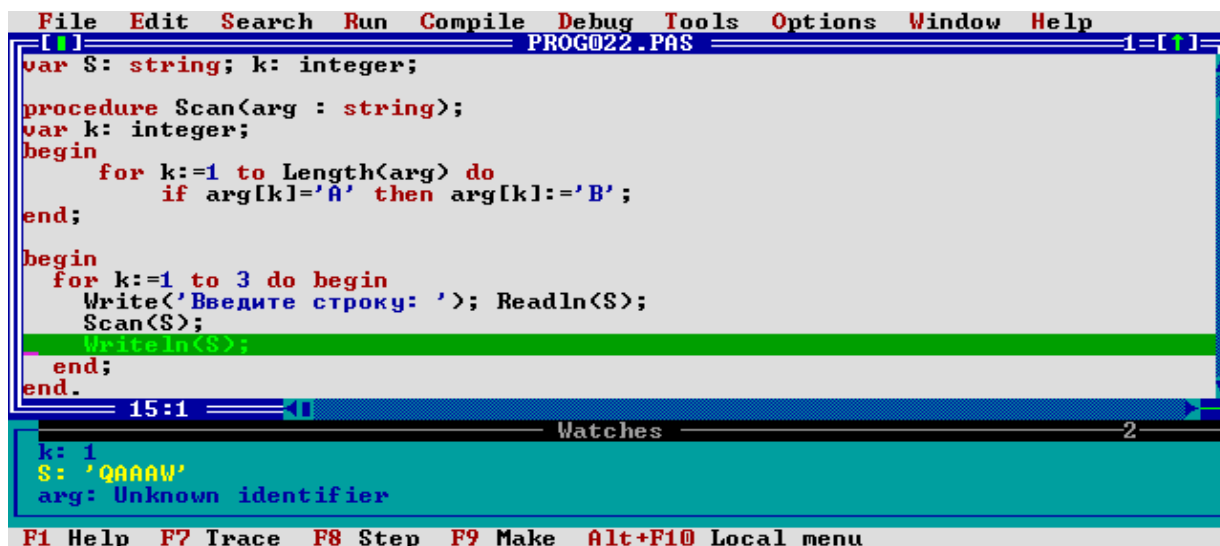 File Edit Search Run Compile Debug Tools Options Window Help
PROG022.PAS 1=[↑]
var S: string; k: integer;
procedure Scan(arg : string);
var k: integer;
begin
for k:=1 to Length(arg) do
if arg[k]='A' then arg[k]:='B';
end;
begin
for k:=1 to 3 do begin
Write('Введите строку: '); Readln(S);
Scan(S);
Writeln(S);
end;
end.
15:1
Watches 2
k: 1
S: 'QAAAW'
arg: Unknown identifier
F1 Help F7 Trace F8 Step F9 Make Alt+F10 Local menu